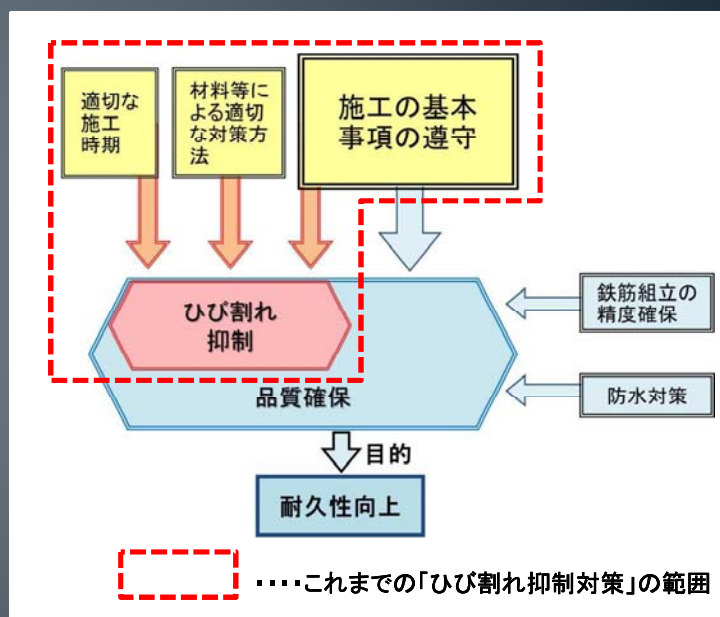 適切な
施工
時期
材料等に
よる適切
な対策方
法
施工の基本
事項の遵守
ひび割れ
抑制
品質確保
鉄筋組立の
精度確保
防水対策
目的
耐久性向上
････これまでの「ひび割れ抑制対策」の範囲